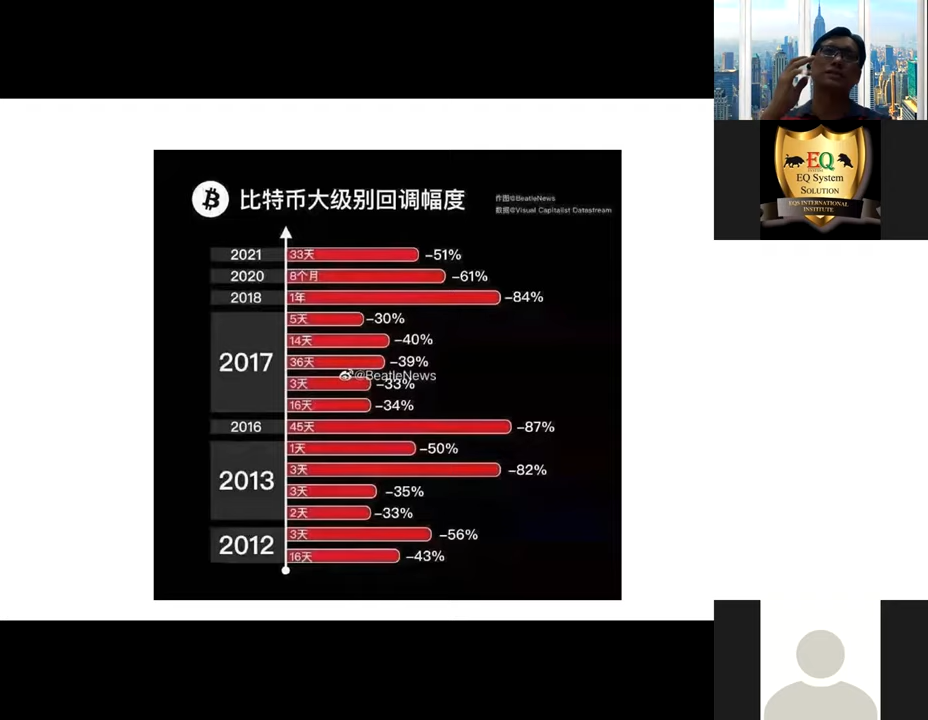 比特币大级别回调幅度
作图@BeatleNews
数据@Visual Capitalist Datastream
2021 33天 -51%
2020 8个月 -61%
2018 1年 -84%
2017
5天 -30%
14天 -40%
36天 -39%
@BeatleNews
3天 -33%
16天 -34%
2016 45天 -87%
2013
1天 -50%
3天 -82%
3天 -35%
2天 -33%
2012
3天 -56%
16天 -43%
EQ
EQ System
SOLUTION
EQS INTERNATIONAL
INSTITUTE